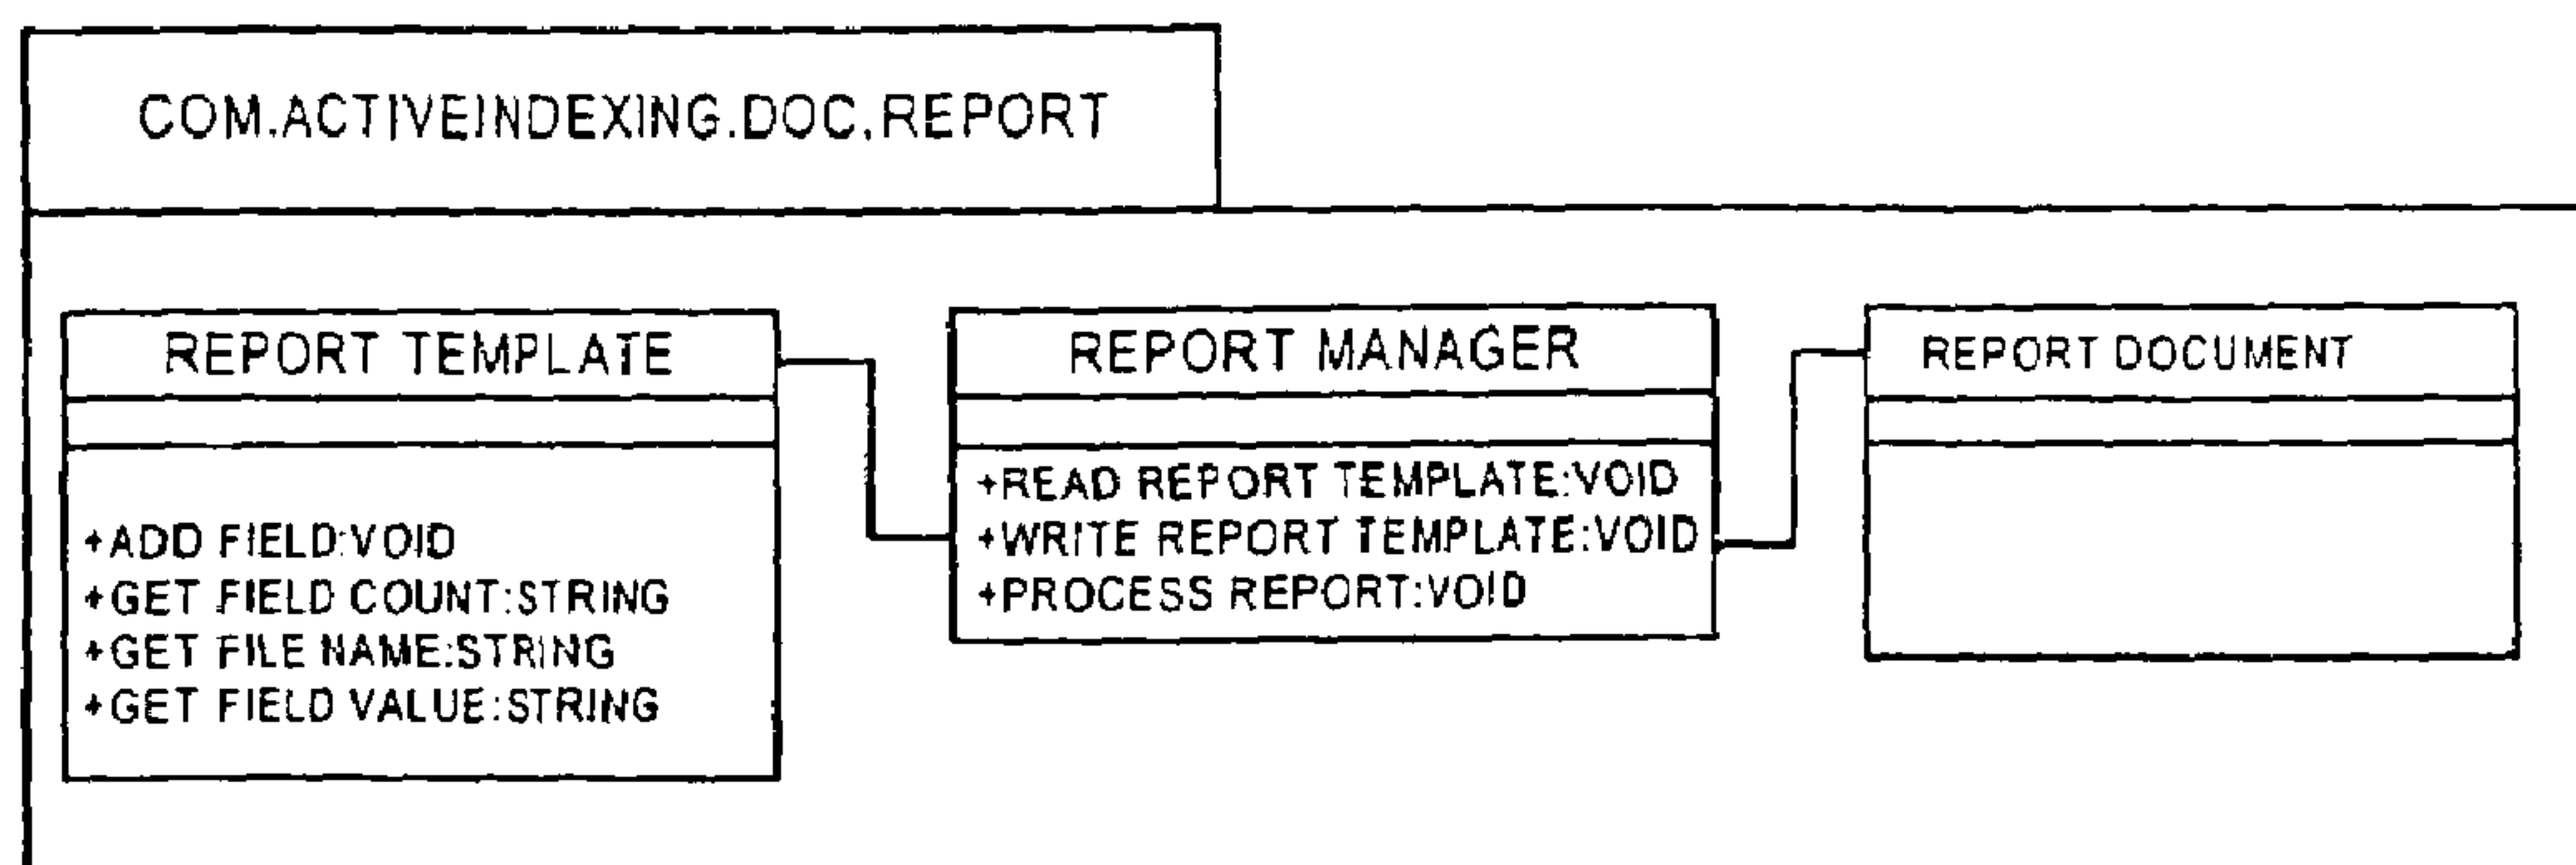 COM.ACTIVEINDEXING.DOC.REPORT
REPORT TEMPLATE
+ADD FIELD:VOID
+GET FIELD COUNT:STRING
+GET FILE NAME:STRING
+GET FIELD VALUE:STRING
REPORT MANAGER
+READ REPORT TEMPLATE:VOID
+WRITE REPORT TEMPLATE:VOID
+PROCESS REPORT:VOID
REPORT DOCUMENT